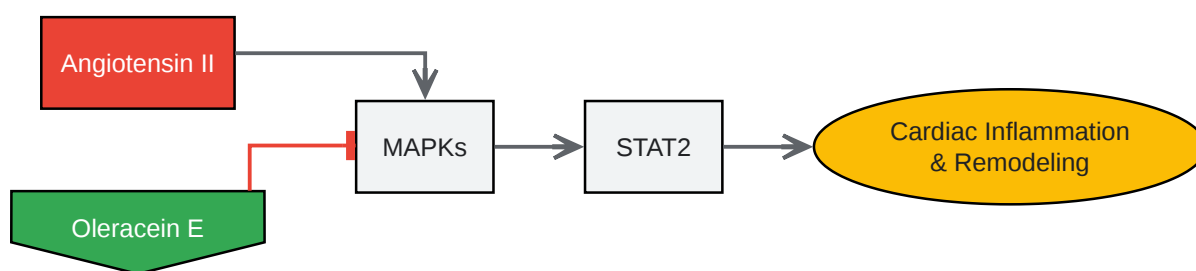 Angiotensin II
MAPKs
STAT2
Cardiac Inflammation
& Remodeling
Oleracein E